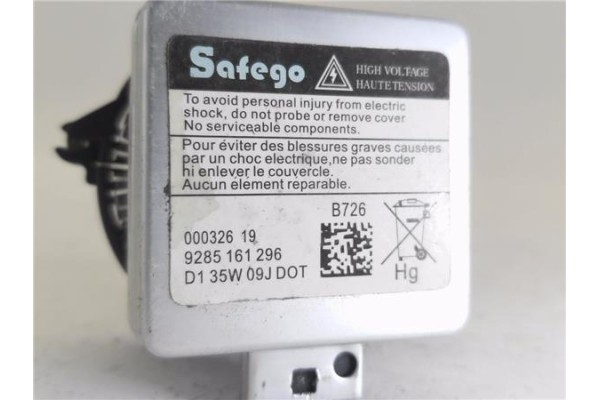 Safego
HIGH VOLTAGE
HAUTE TENSION
To avoid personal injury from electric
shock, do not probe or remove cover
No serviceable components.
Pour éviter des blessures graves causées
par un choc electrique,ne pas sonder
hi enlever le couvercle.
Aucun element reparable.
B726
000326 19
9285 161 296
D1 35W 09J DOT
Hg